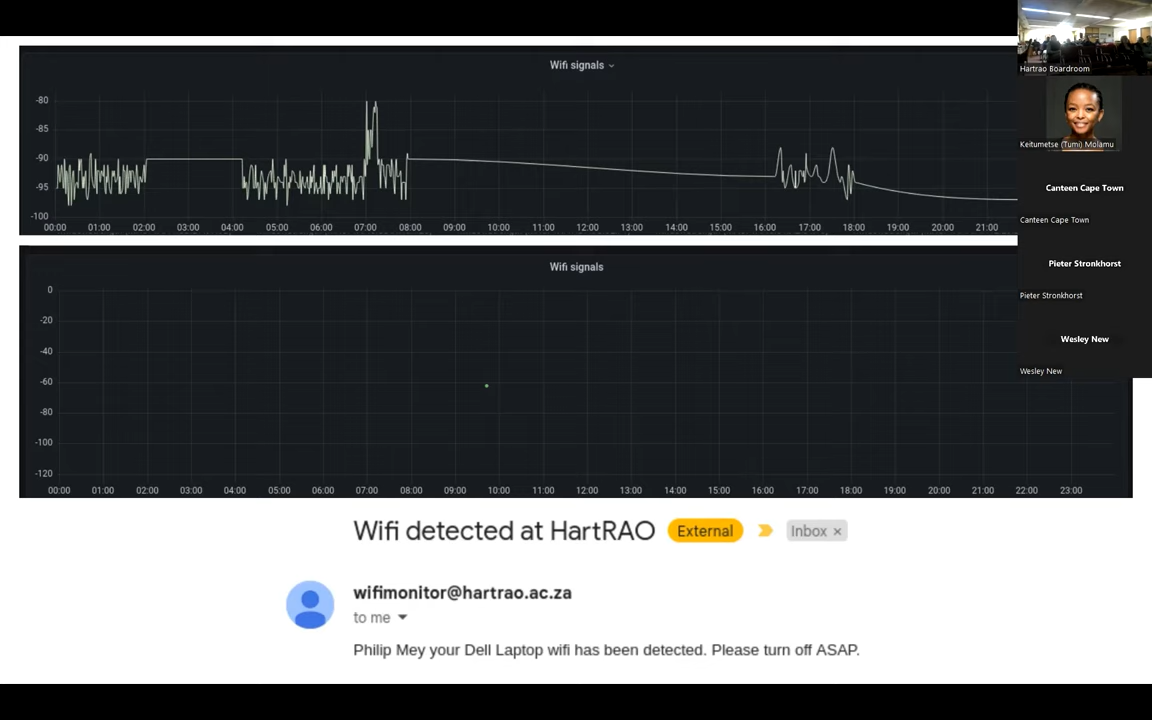 Wifi signals
-80
-85
-90
-95
-100
00:00 01:00 02:00 03:00 04:00 05:00 06:00 07:00 08:00 09:00 10:00 11:00 12:00 13:00 14:00 15:00 16:00 17:00 18:00 19:00 20:00 21:00
Wifi signals
0
-20
-40
-60
-80
-100
-120
00:00 01:00 02:00 03:00 04:00 05:00 06:00 07:00 08:00 09:00 10:00 11:00 12:00 13:00 14:00 15:00 16:00 17:00 18:00 19:00 20:00 21:00 22:00 23:00
Wifi detected at HartRAO External Inbox ×
wifimonitor@hartrao.ac.za
to me
Philip Mey your Dell Laptop wifi has been detected. Please turn off ASAP.
Hartrao Boardroom
Keitumetse (Tumi) Molamu
Canteen Cape Town
Canteen Cape Town
Pieter Stronkhorst
Pieter Stronkhorst
Wesley New
Wesley New